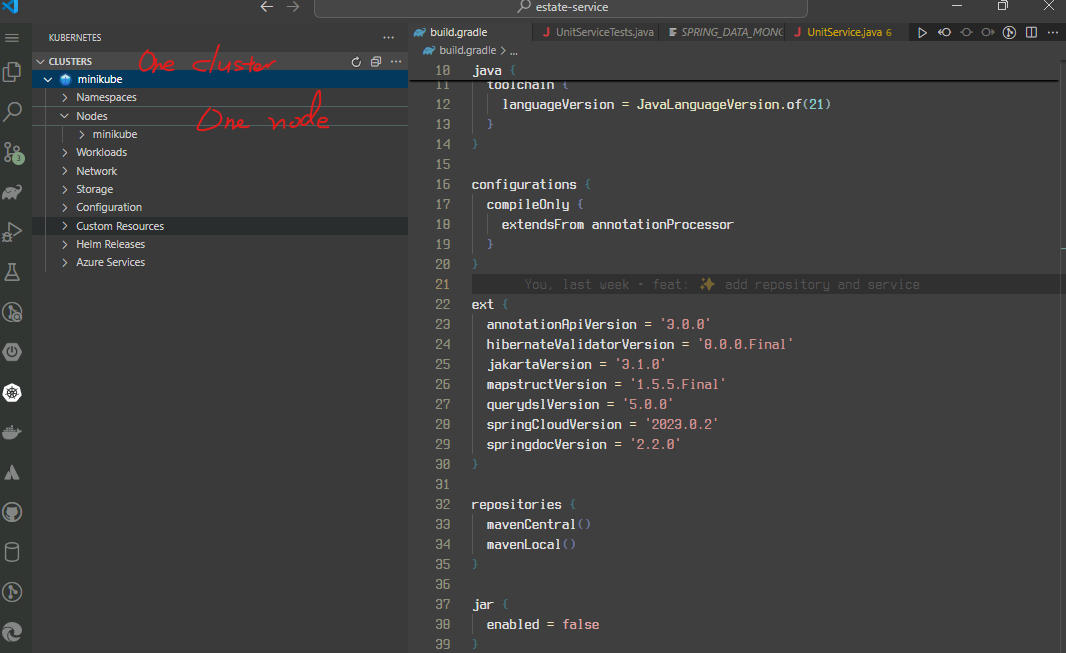 estate-service
KUBERNETES
CLUSTERS
One cluster
minikube
Namespaces
Nodes
One node
minikube
Workloads
Network
Storage
Configuration
Custom Resources
Helm Releases
Azure Services
3
build.gradle
UnitServiceTests.java
SPRING_DATA_MONG
UnitService.java 6
build.gradle > ...
10 java {
11 toolchain {
12 languageVersion = JavaLanguageVersion.of(21)
13 }
14 }
15
16 configurations {
17 compileOnly {
18 extendsFrom annotationProcessor
19 }
20 }
21 You, last week • feat: ✨ add repository and service
22 ext {
23 annotationApiVersion = '3.0.0'
24 hibernateValidatorVersion = '8.0.0.Final'
25 jakartaVersion = '3.1.0'
26 mapstructVersion = '1.5.5.Final'
27 querydslVersion = '5.0.0'
28 springCloudVersion = '2023.0.2'
29 springdocVersion = '2.2.0'
30 }
31
32 repositories {
33 mavenCentral()
34 mavenLocal()
35 }
36
37 jar {
38 enabled = false
39 }